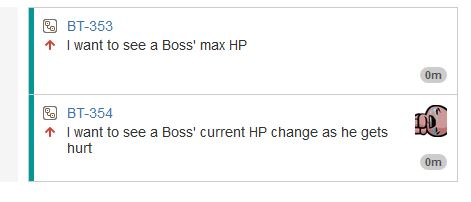 BT-353
I want to see a Boss' max HP
0m
BT-354
I want to see a Boss' current HP change as he gets
hurt
0m